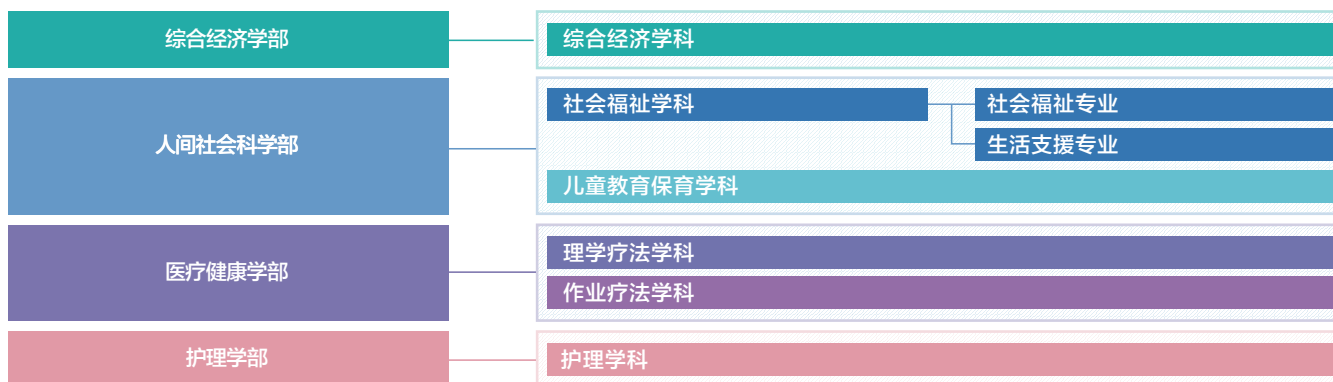 综合经济学部
综合经济学科
人间社会科学部
社会福祉学科
社会福祉专业
生活支援专业
儿童教育保育学科
医疗健康学部
理学疗法学科
作业疗法学科
护理学部
护理学科